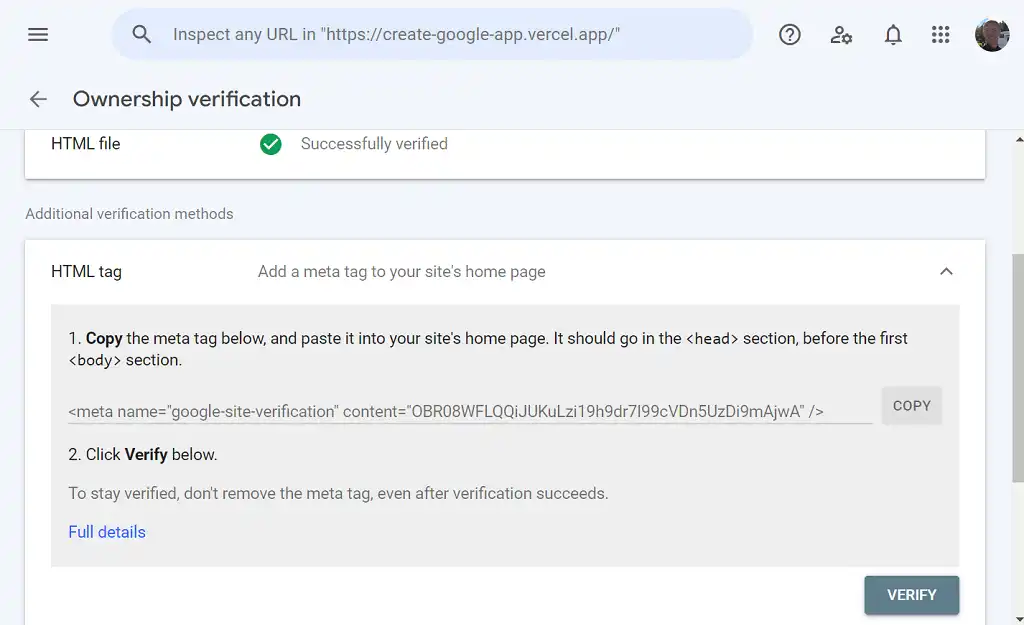 Inspect any URL in "https://create-google-app.vercel.app/"
Ownership verification
HTML file Successfully verified
Additional verification methods
HTML tag Add a meta tag to your site's home page
1. Copy the meta tag below, and paste it into your site's home page. It should go in the <head> section, before the first
<body> section.
<meta name="google-site-verification" content="OBR08WFLQQiJUKuLzi19h9dr7I99cVDn5UzDi9mAjwA" />
COPY
2. Click Verify below.
To stay verified, don't remove the meta tag, even after verification succeeds.
Full details
VERIFY